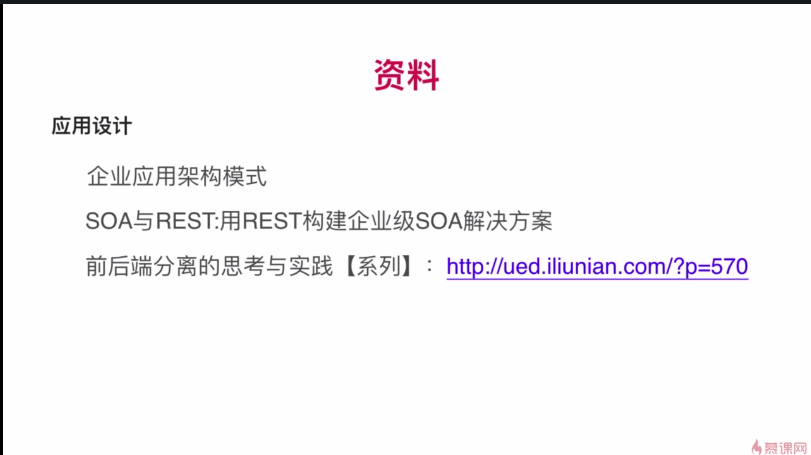 资料
应用设计
企业应用架构模式
SOA与REST:用REST构建企业级SOA解决方案
前后端分离的思考与实践【系列】： http://ued.iliunian.com/?p=570
慕课网